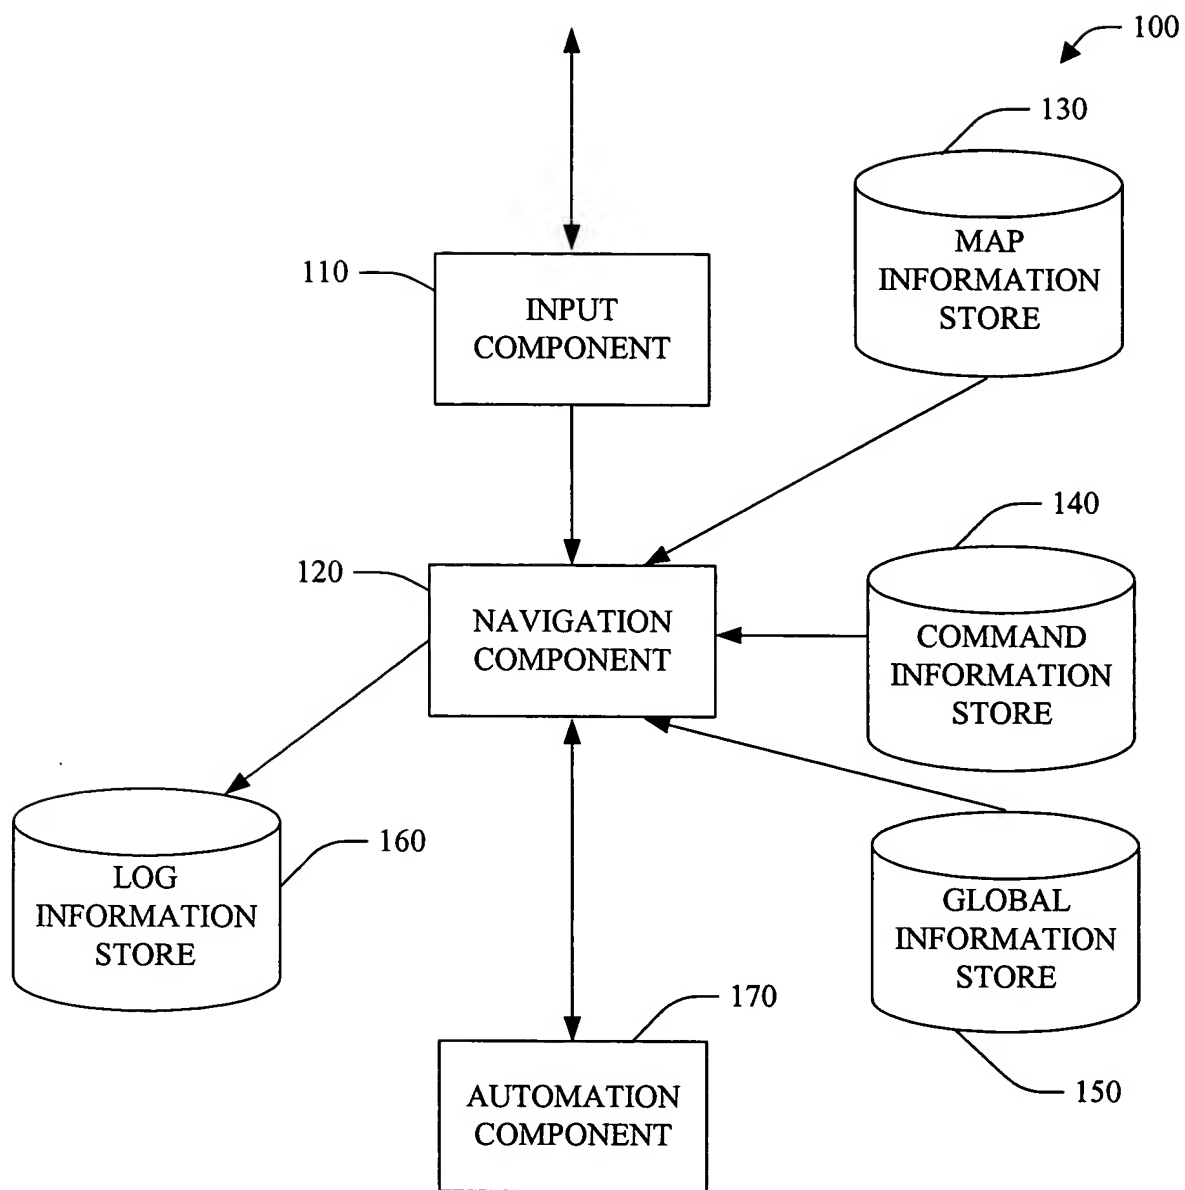 100
130
MAP
INFORMATION
STORE
110
INPUT
COMPONENT
140
120
NAVIGATION
COMPONENT
COMMAND
INFORMATION
STORE
160
LOG
INFORMATION
STORE
GLOBAL
INFORMATION
STORE
170
150
AUTOMATION
COMPONENT